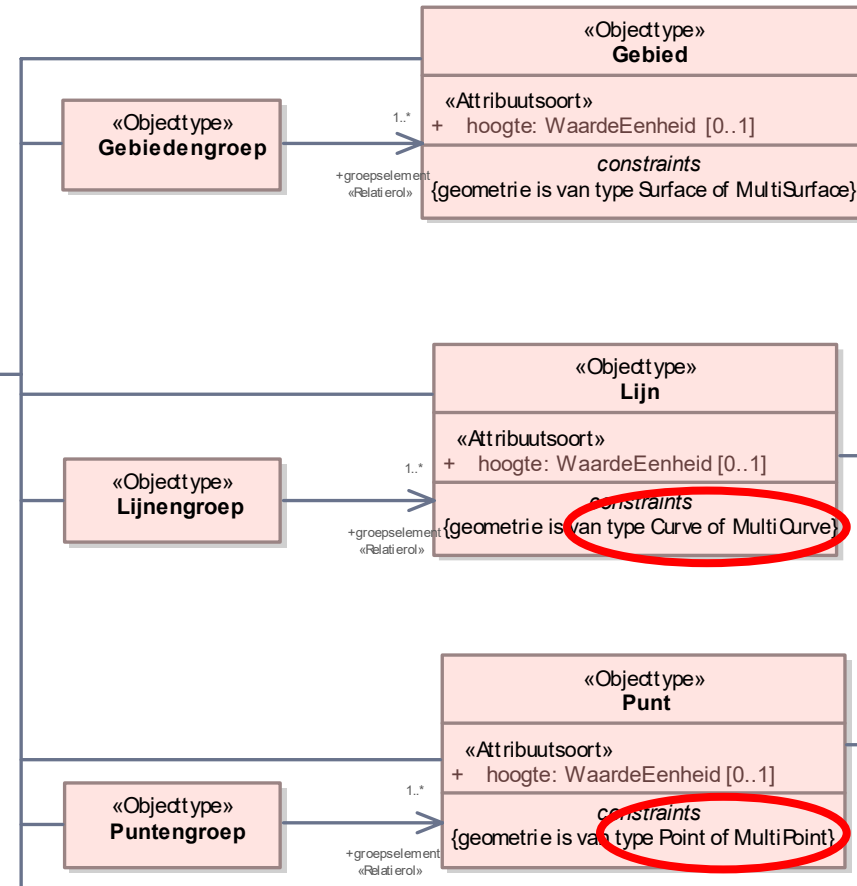 «Objecttype»
Gebied
«Attribuutsoort»
+ hoogte: WaardeEenheid [0..1]
constraints
{geometrie is van type Surface of MultiSurface}
«Objecttype»
Gebiedengroep
1..*
+groepselement
«Relatierol»
«Objecttype»
Lijn
«Attribuutsoort»
+ hoogte: WaardeEenheid [0..1]
constraints
{geometrie is van type Curve of MultiCurve}
«Objecttype»
Lijnengroep
1..*
+groepselement
«Relatierol»
«Objecttype»
Punt
«Attribuutsoort»
+ hoogte: WaardeEenheid [0..1]
constraints
{geometrie is van type Point of MultiPoint}
«Objecttype»
Puntengroep
1..*
+groepselement
«Relatierol»